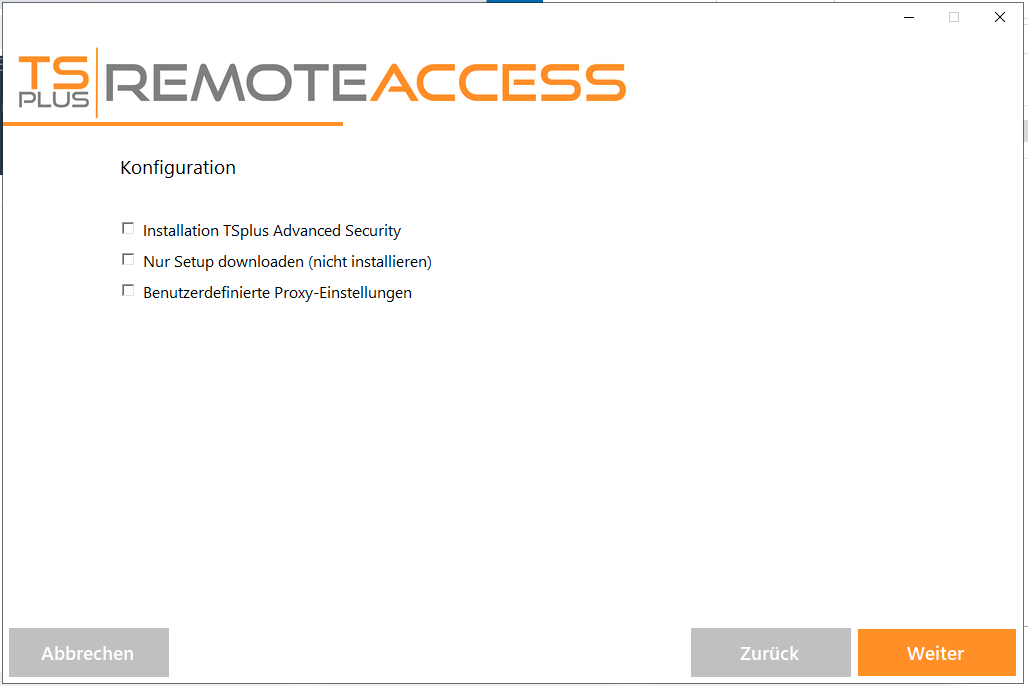 TS PLUS REMOTEACCESS
Konfiguration
Installation TSplus Advanced Security
Nur Setup downloaden (nicht installieren)
Benutzerdefinierte Proxy-Einstellungen
Abbrechen
Zurück
Weiter